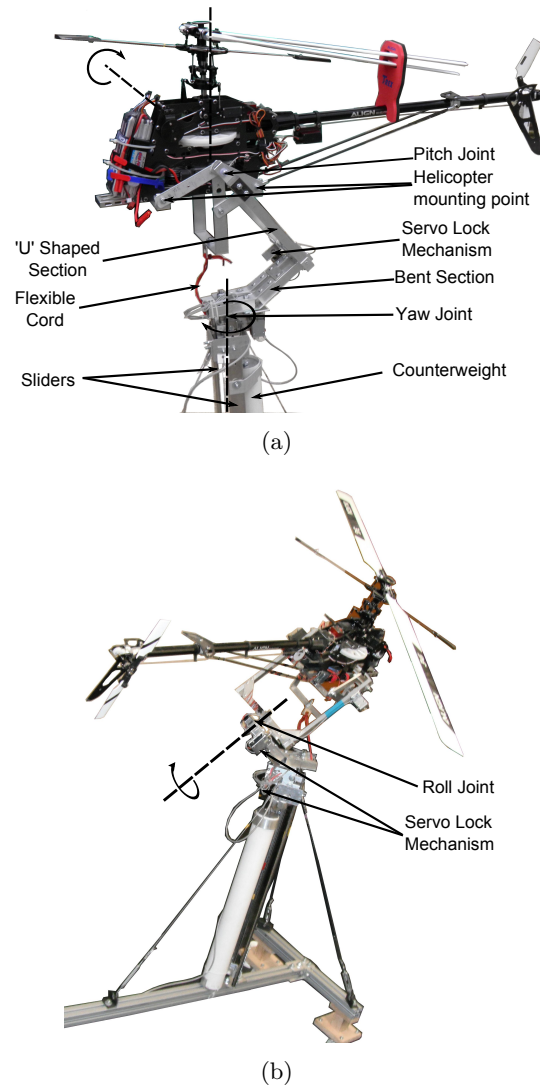 ALIGN
Pitch Joint
Helicopter
mounting point
'U' Shaped
Section
Servo Lock
Mechanism
Flexible
Cord
Bent Section
Yaw Joint
Sliders
Counterweight
(a)
Roll Joint
Servo Lock
Mechanism
(b)